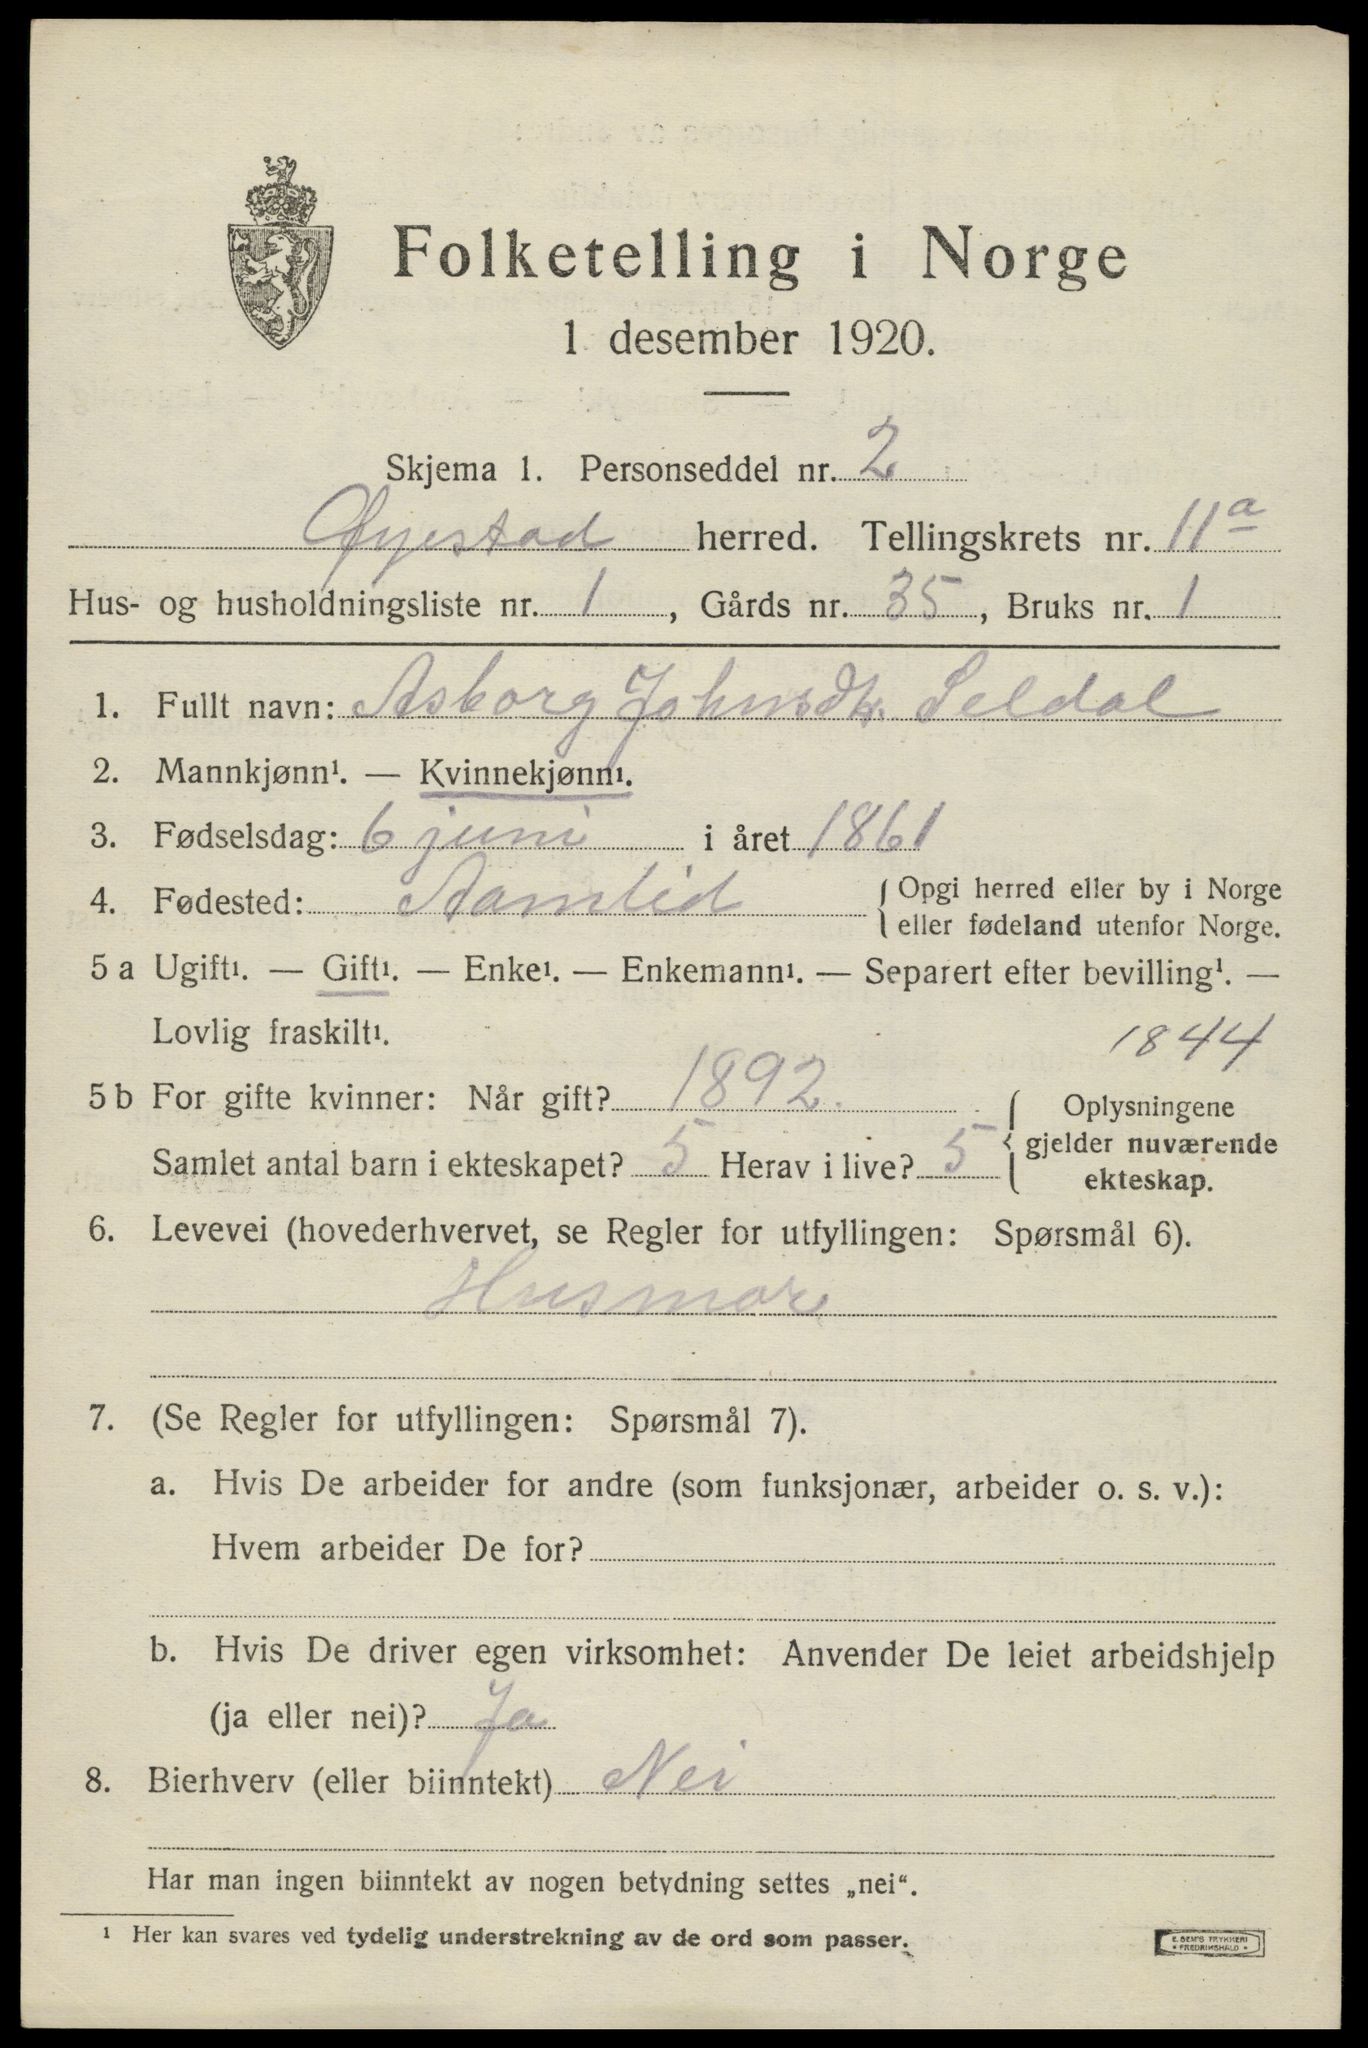 Folketelling i Norge
1 desember 1920.
Skjema 1. Personseddel nr. 2
Øyestad herred. Tellingskrets nr. 11a
Hus- og husholdningsliste nr. 1, Gårds nr. 35, Bruks nr. 1
1. Fullt navn: Asborg Johnsdtr. Seldal
2. Mannkjønn¹. — Kvinnekjønn¹.
3. Fødselsdag: 6 juni i året 1861
4. Fødested: Aamlid { Opgi herred eller by i Norge
eller fødeland utenfor Norge.
5 a Ugift¹. — Gift¹. — Enke¹. — Enkemann¹. — Separert efter bevilling¹. —
Lovlig fraskilt¹.
1844
5 b For gifte kvinner: Når gift? 1892.
Samlet antal barn i ekteskapet? 5 Herav i live? 5
{ Oplysningene
gjelder nuværende
ekteskap.
6. Levevei (hovederhvervet, se Regler for utfyllingen: Spørsmål 6).
Husmor
7. (Se Regler for utfyllingen: Spørsmål 7).
a. Hvis De arbeider for andre (som funksjonær, arbeider o. s. v.):
Hvem arbeider De for?
b. Hvis De driver egen virksomhet: Anvender De leiet arbeidshjelp
(ja eller nei)? Ja
8. Bierhverv (eller biinntekt) Nei
Har man ingen biinntekt av nogen betydning settes „nei“.
¹ Her kan svares ved tydelig understrekning av de ord som passer.
E. SEM'S TRYKKERI
FREDRIKSHALD